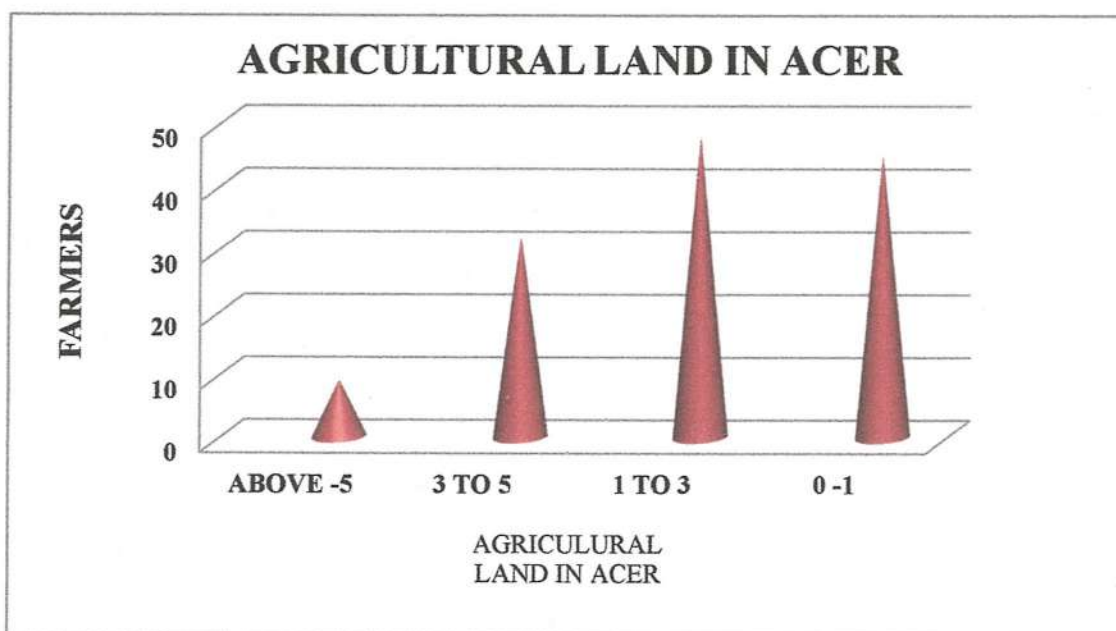 AGRICULTURAL LAND IN ACER
50
40
30
20
10
0
FARMERS
ABOVE -5
3 TO 5
1 TO 3
0 -1
AGRICULURAL
LAND IN ACER